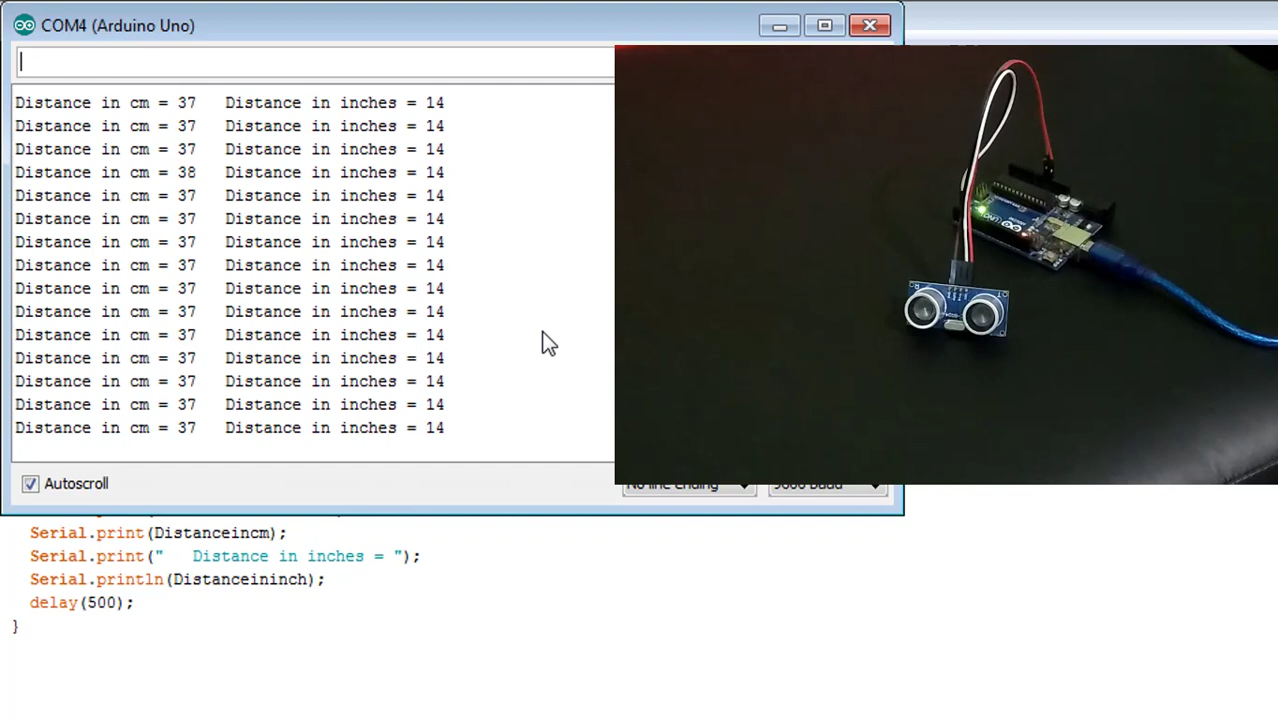 COM4 (Arduino Uno)
Distance in cm = 37   Distance in inches = 14
Distance in cm = 37   Distance in inches = 14
Distance in cm = 37   Distance in inches = 14
Distance in cm = 38   Distance in inches = 14
Distance in cm = 37   Distance in inches = 14
Distance in cm = 37   Distance in inches = 14
Distance in cm = 37   Distance in inches = 14
Distance in cm = 37   Distance in inches = 14
Distance in cm = 37   Distance in inches = 14
Distance in cm = 37   Distance in inches = 14
Distance in cm = 37   Distance in inches = 14
Distance in cm = 37   Distance in inches = 14
Distance in cm = 37   Distance in inches = 14
Distance in cm = 37   Distance in inches = 14
Distance in cm = 37   Distance in inches = 14
Autoscroll
No line ending
9600 baud
Serial.print(Distanceincm);
Serial.print("   Distance in inches = ");
Serial.println(Distanceininch);
delay(500);
}
R
T
UNO